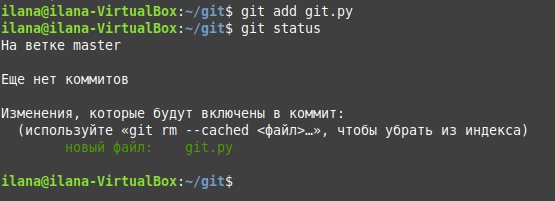 ilana@ilana-VirtualBox:~/git$ git add git.py
ilana@ilana-VirtualBox:~/git$ git status
На ветке master
Еще нет коммитов
Изменения, которые будут включены в коммит:
(используйте «git rm --cached <файл>…», чтобы убрать из индекса)
новый файл:    git.py
ilana@ilana-VirtualBox:~/git$